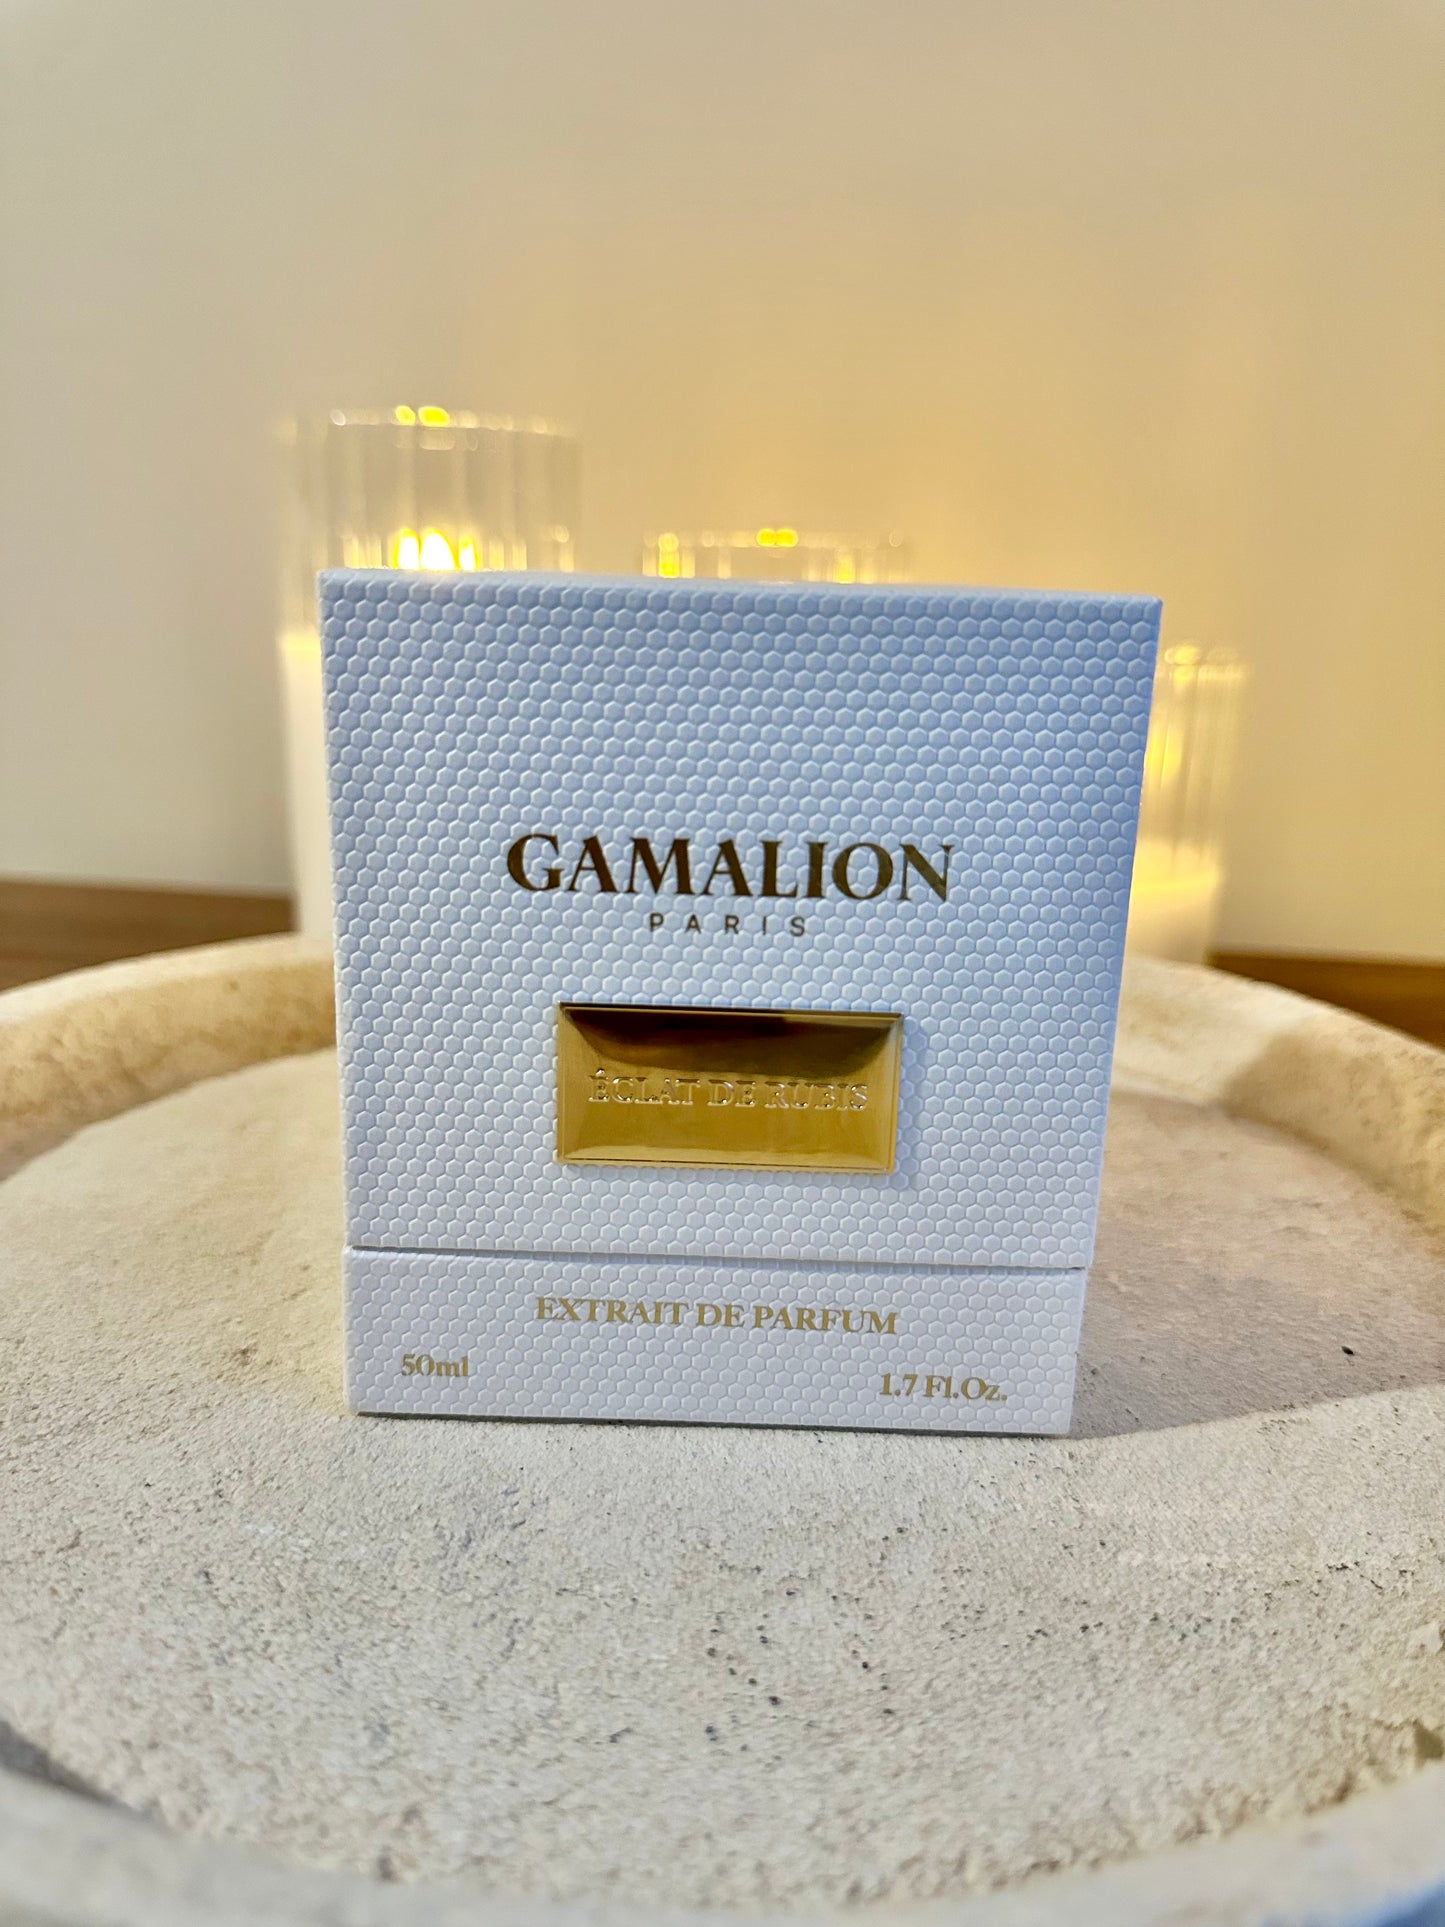 GAMALION
PARIS
ÉCLAT DE RUBIS
EXTRAIT DE PARFUM
50ml
1.7 Fl.Oz.